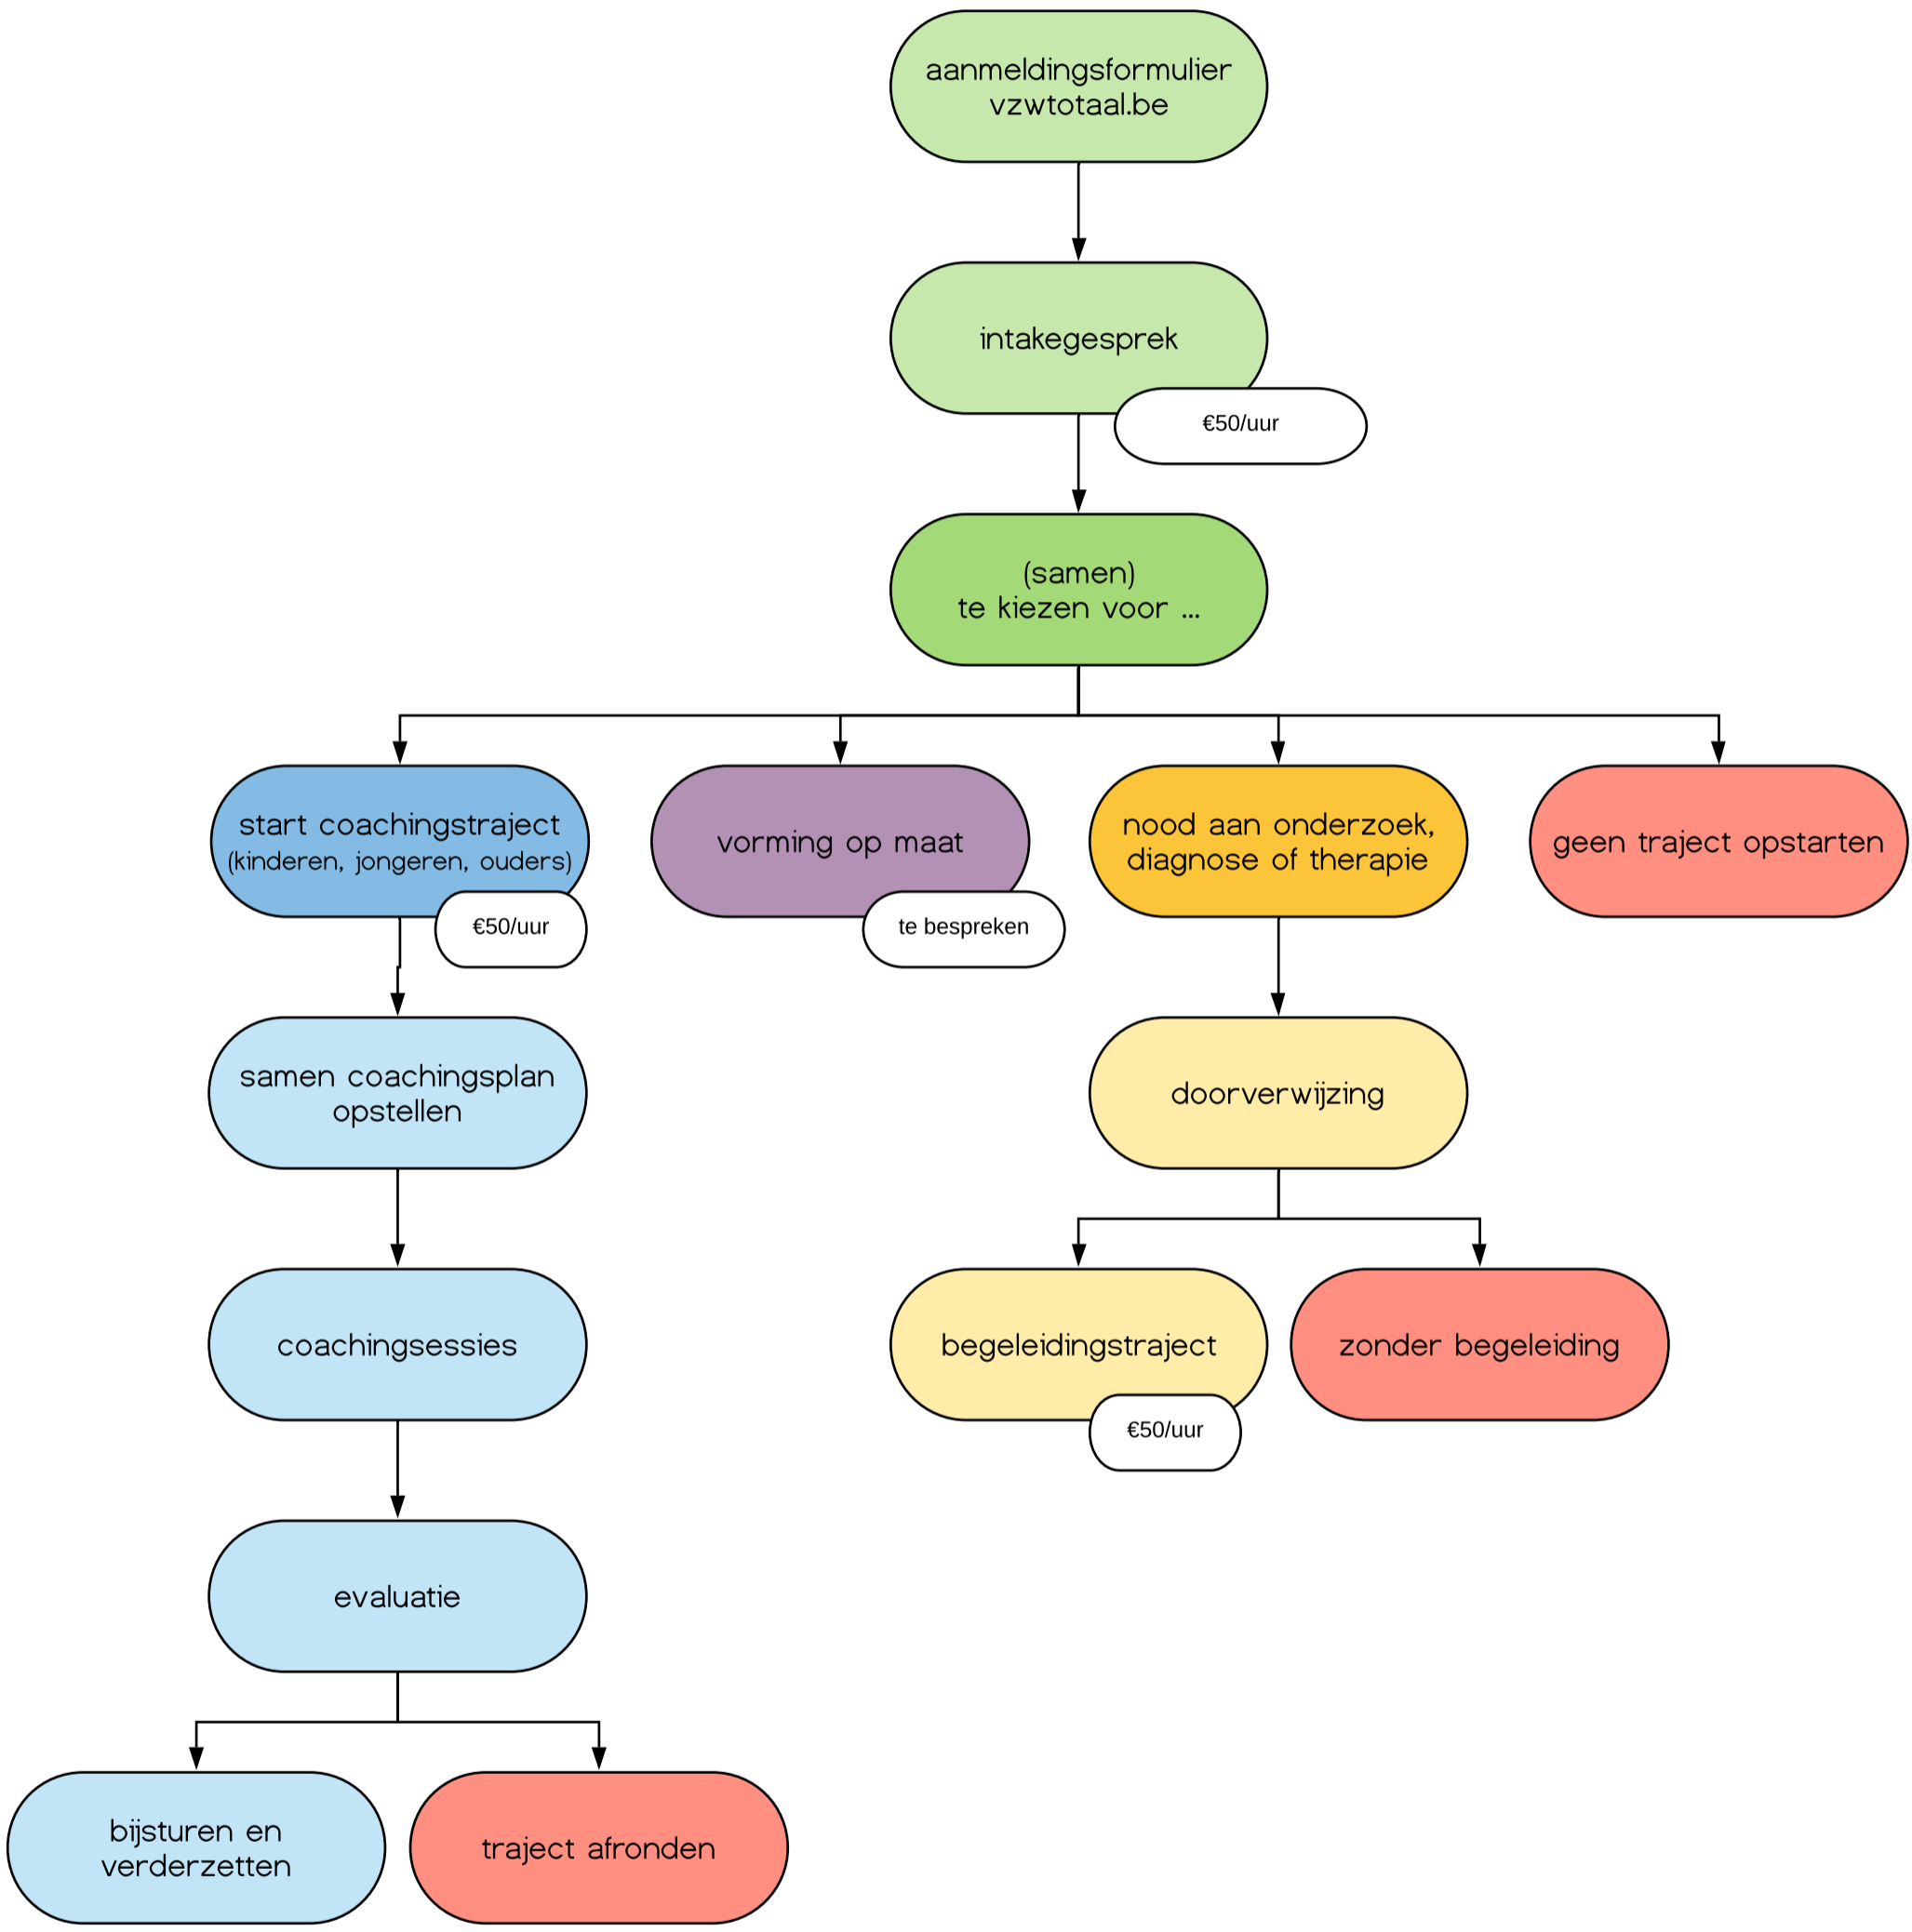 aanmeldingsformulier
vzwtotaal.be
intakegesprek
€50/uur
(samen)
te kiezen voor ...
start coachingstraject
(kinderen, jongeren, ouders)
€50/uur
vorming op maat
te bespreken
nood aan onderzoek,
diagnose of therapie
geen traject opstarten
samen coachingsplan
opstellen
doorverwijzing
coachingsessies
begeleidingstraject
€50/uur
zonder begeleiding
evaluatie
bijsturen en
verderzetten
traject afronden